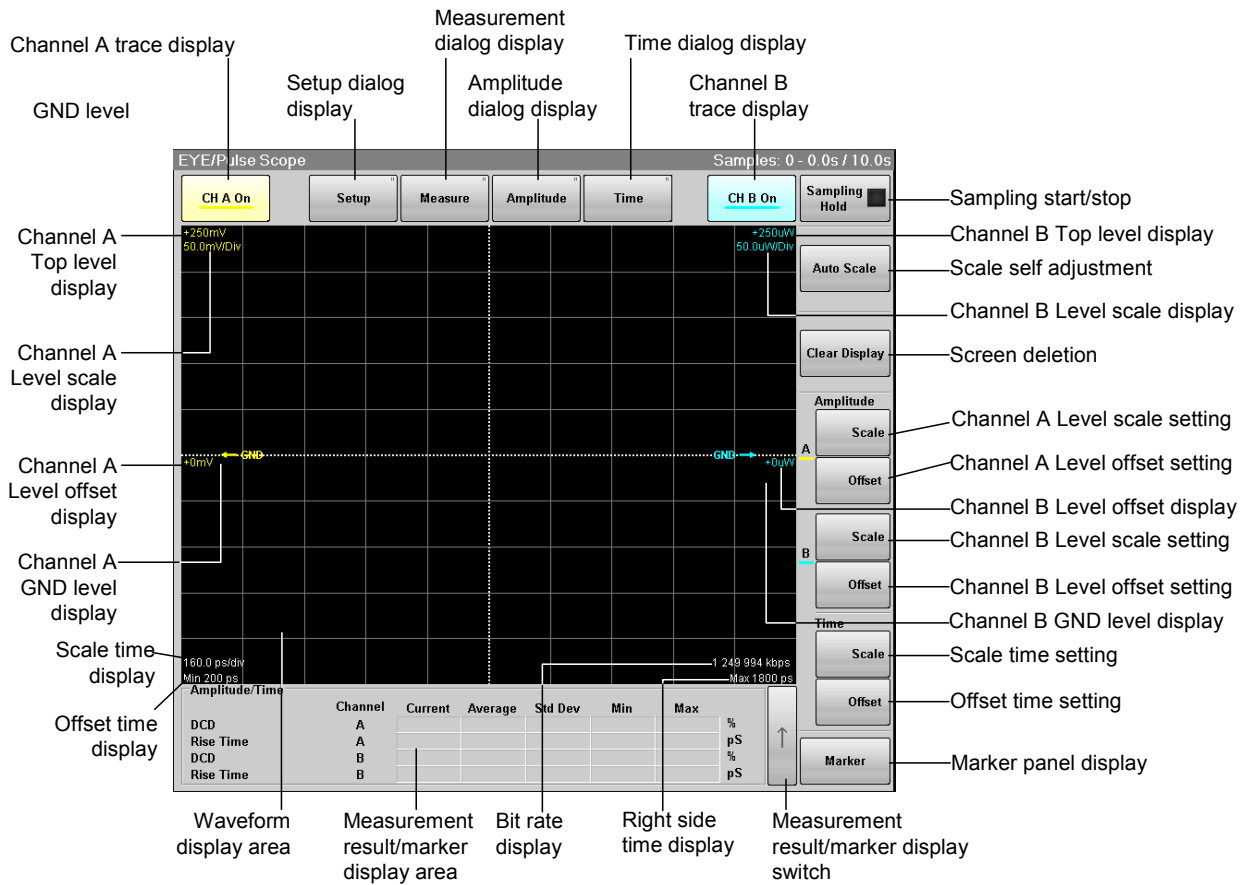 Measurement
dialog display
Channel A trace display
Time dialog display
Setup dialog
display
Amplitude
dialog display
Channel B
trace display
GND level
EYE/Pulse Scope
Samples: 0 - 0.0s / 10.0s
CH A On
Setup
Measure
Amplitude
Time
CH B On
Sampling
Hold
Sampling start/stop
Channel A
Top level
display
+250mV
50.0mV/Div
+250uW
50.0uW/Div
Channel B Top level display
Auto Scale
Scale self adjustment
Channel B Level scale display
Channel A
Level scale
display
Clear Display
Screen deletion
Amplitude
Scale
Channel A Level scale setting
A
Channel A
Level offset
display
+0mV
GND
GND
+0uW
Offset
Channel A Level offset setting
Channel B Level offset display
Scale
Channel B Level scale setting
B
Channel A
GND level
display
Offset
Channel B Level offset setting
Channel B GND level display
Time
Scale time
display
160.0 ps/div
Min 200 ps
1 249 994 kbps
Max 1800 ps
Scale
Scale time setting
Offset
Offset time setting
Offset time
display
Amplitude/Time
Channel Current Average Std Dev Min Max
DCD A %
Rise Time A pS
DCD B %
Rise Time B pS
↑
Marker
Marker panel display
Waveform
display area
Measurement
result/marker
display area
Bit rate
display
Right side
time display
Measurement
result/marker display
switch